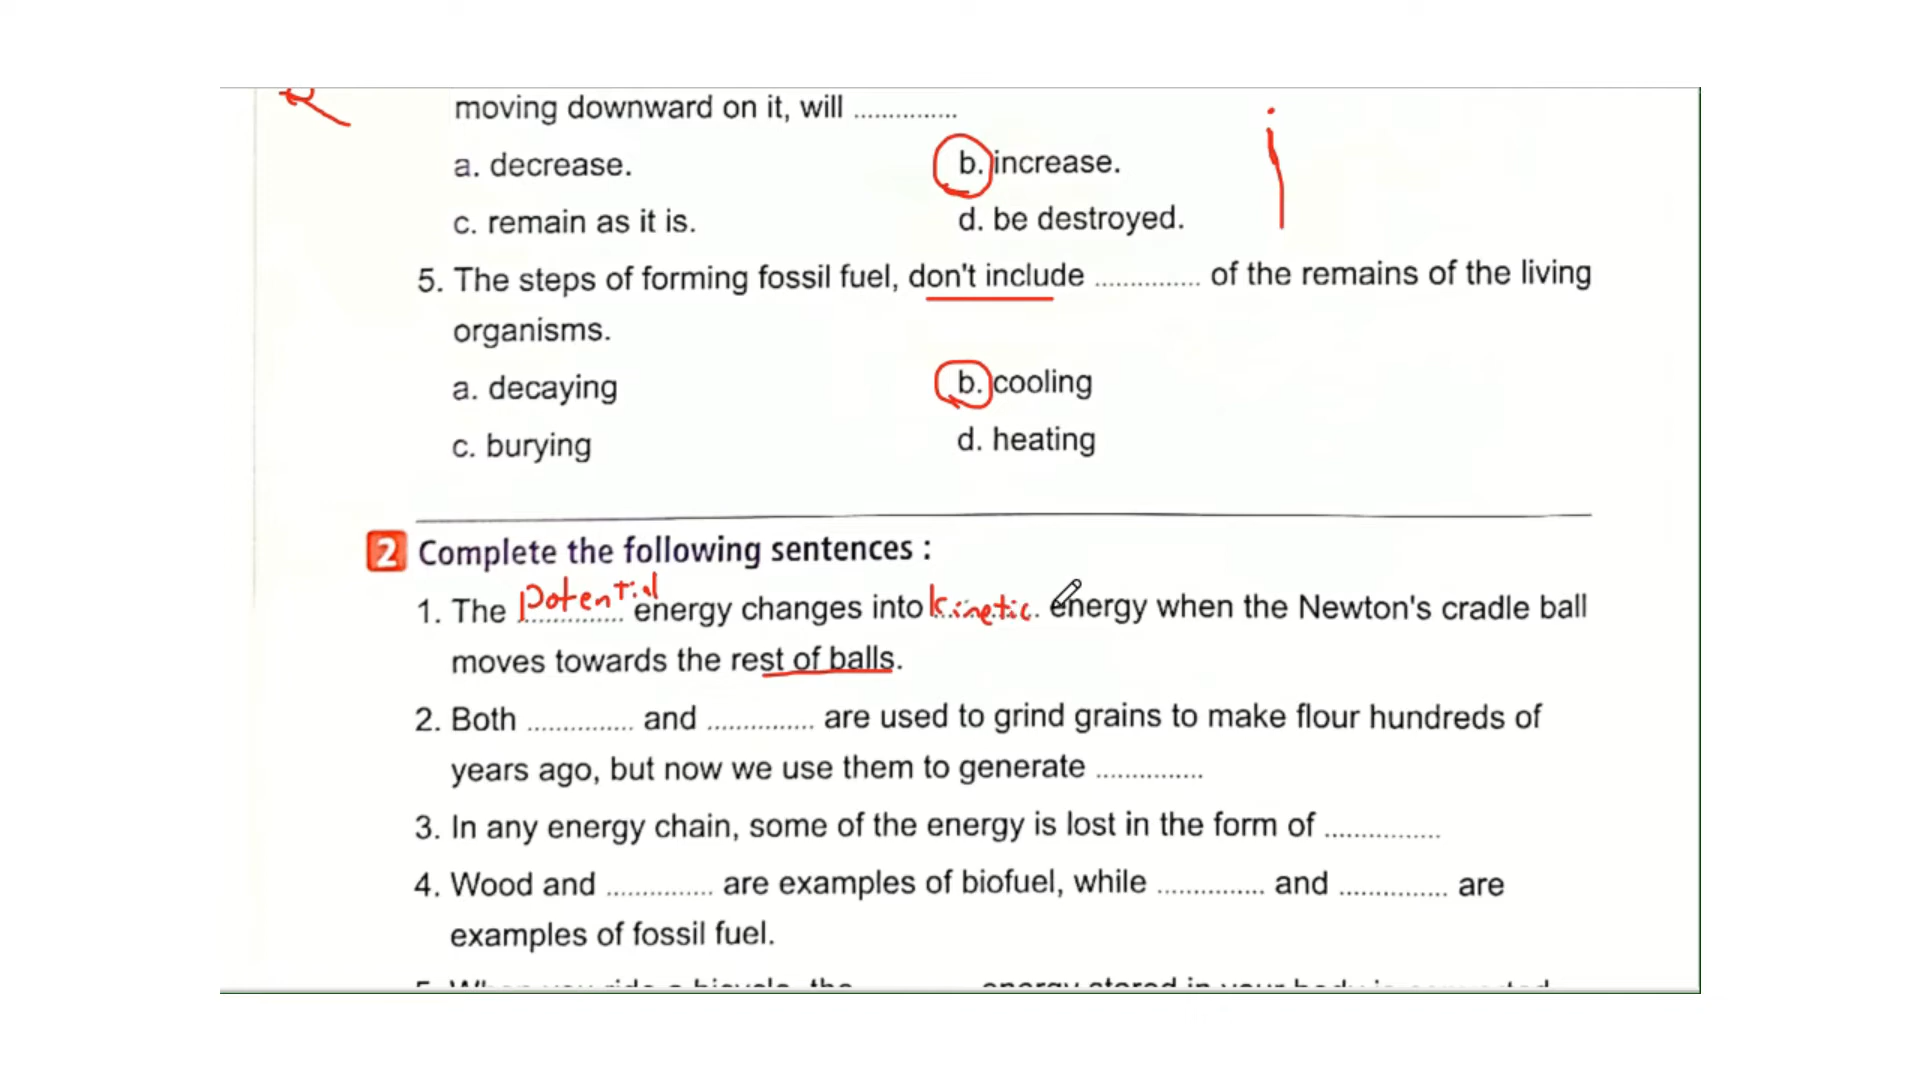 moving downward on it, will ...............
a. decrease. b. increase.
c. remain as it is. d. be destroyed.
5. The steps of forming fossil fuel, don't include ............... of the remains of the living
organisms.
a. decaying b. cooling
c. burying d. heating
2 Complete the following sentences :
1. The potential energy changes into kinetic energy when the Newton's cradle ball
moves towards the rest of balls.
2. Both ............... and ............... are used to grind grains to make flour hundreds of
years ago, but now we use them to generate ...............
3. In any energy chain, some of the energy is lost in the form of ...............
4. Wood and ............... are examples of biofuel, while ............... and ............... are
examples of fossil fuel.